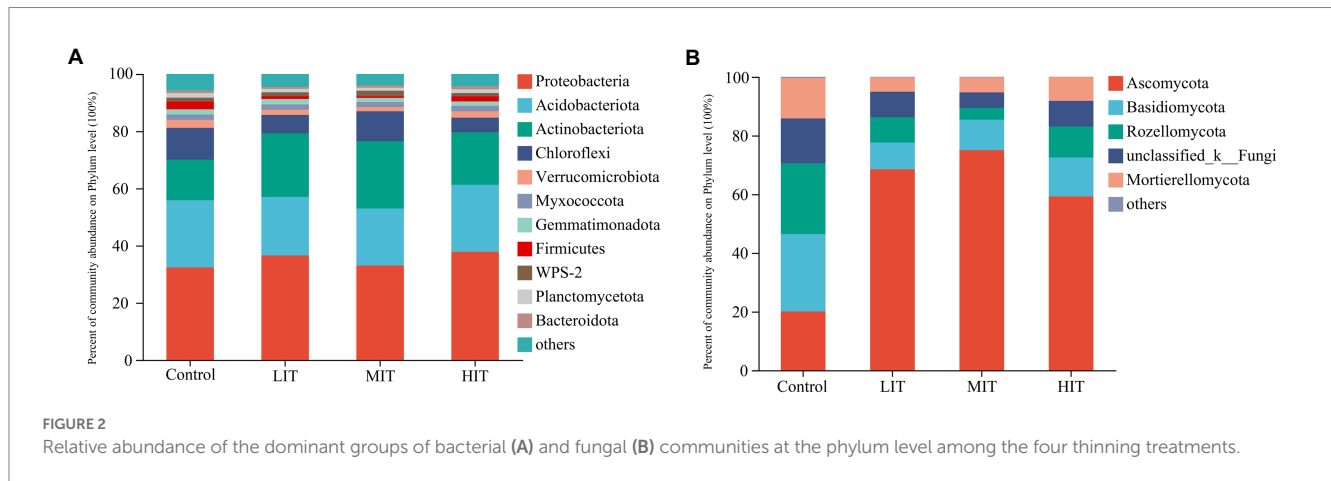 A
Percent of community abundance on Phylum level (100%)
100
80
60
40
20
0
Control
LIT
MIT
HIT
Proteobacteria
Acidobacteriota
Actinobacteriota
Chloroflexi
Verrucomicrobiota
Myxococcota
Gemmatimonadota
Firmicutes
WPS-2
Planctomycetota
Bacteroidota
others
B
Percent of community abundance on Phylum level (100%)
100
80
60
40
20
0
Control
LIT
MIT
HIT
Ascomycota
Basidiomycota
Rozellomycota
unclassified_k__Fungi
Mortierellomycota
others
FIGURE 2
Relative abundance of the dominant groups of bacterial (A) and fungal (B) communities at the phylum level among the four thinning treatments.